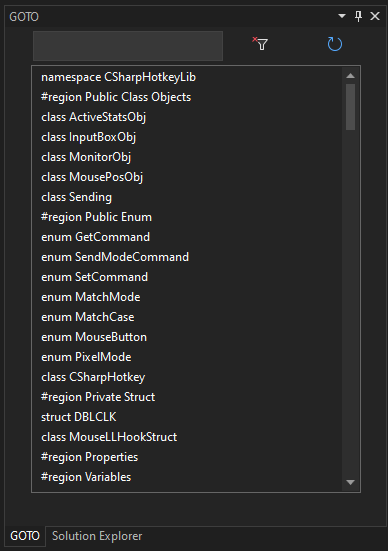 GOTO
namespace CSharpHotkeyLib
#region Public Class Objects
class ActiveStatsObj
class InputBoxObj
class MonitorObj
class MousePosObj
class Sending
#region Public Enum
enum GetCommand
enum SendModeCommand
enum SetCommand
enum MatchMode
enum MatchCase
enum MouseButton
enum PixelMode
class CSharpHotkey
#region Private Struct
struct DBLCLK
class MouseLLHookStruct
#region Properties
#region Variables
GOTO Solution Explorer